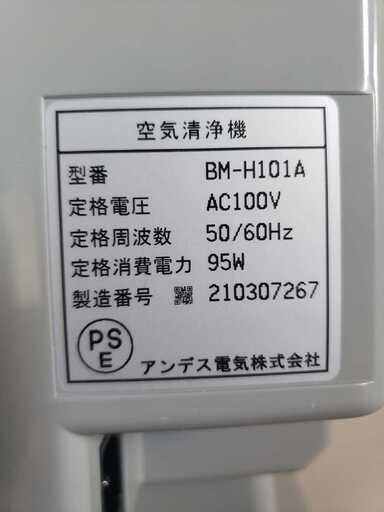 空気清浄機
型番 BM-H101A
定格電圧 AC100V
定格周波数 50/60Hz
定格消費電力 95W
製造番号 210307267
PS
E
アンデス電気株式会社